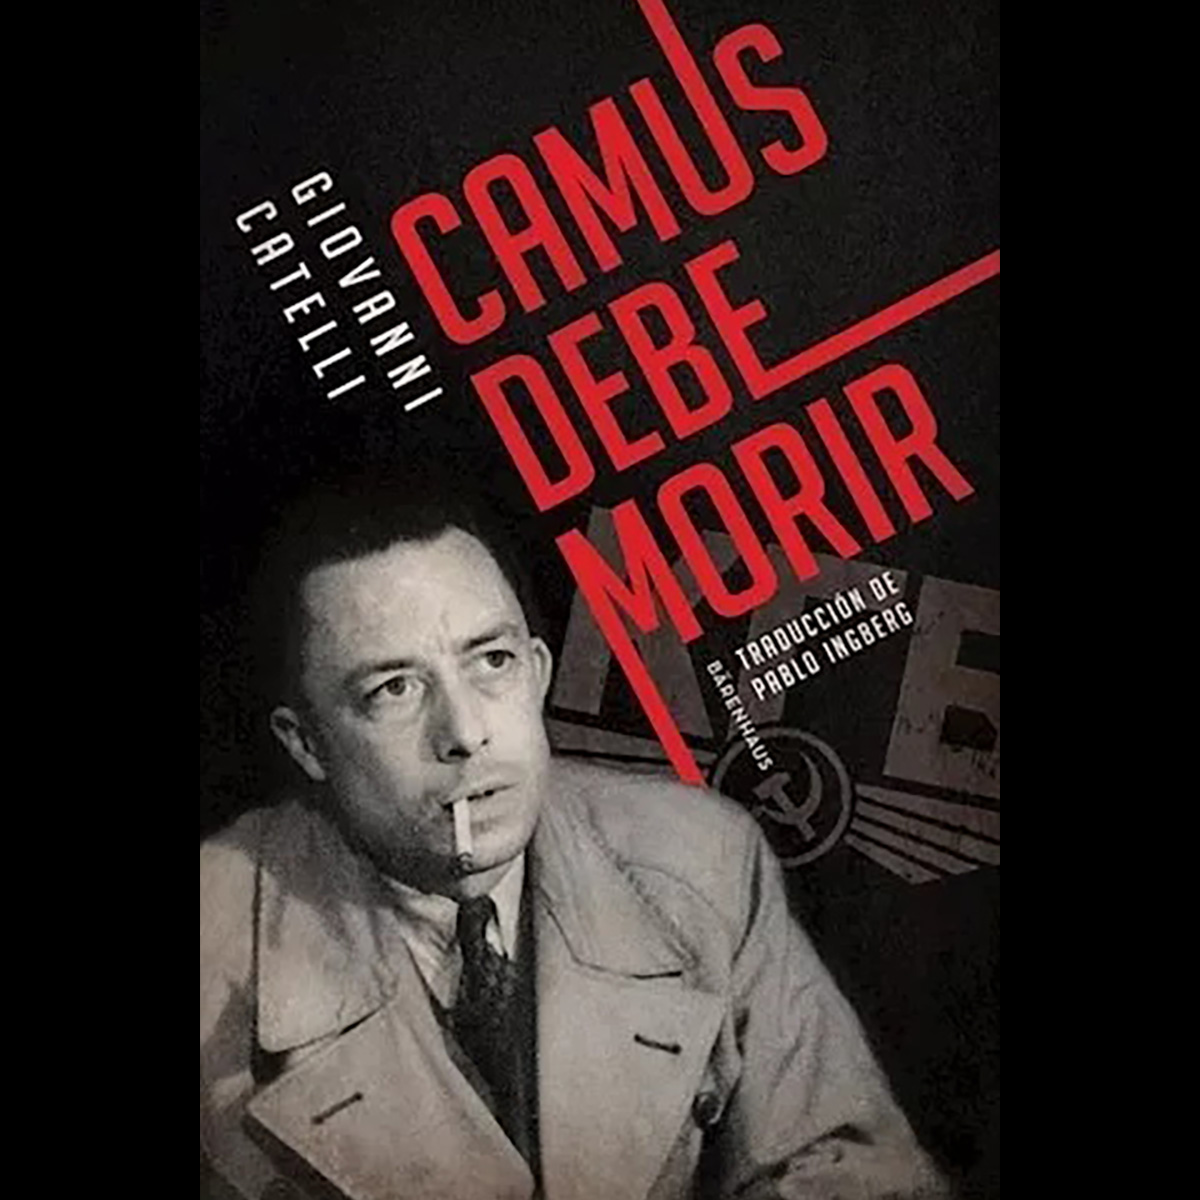 GIOVANNI
CATELLI
CAMUS
DEBE
MORIR
TRADUCCIÓN DE
PABLO INGBERG
BÄRENHAUS